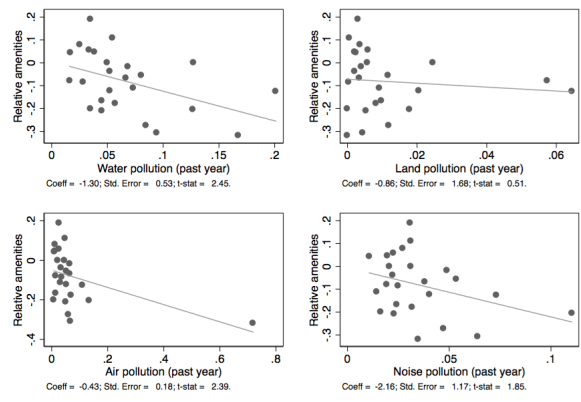 Relative amenities
.2
.1
0
-.1
-.2
-.3
0 .05 .1 .15 .2
Water pollution (past year)
Coeff = -1.30; Std. Error = 0.53; t-stat = 2.45.
Relative amenities
.2
.1
0
-.1
-.2
-.3
0 .02 .04 .06
Land pollution (past year)
Coeff = -0.86; Std. Error = 1.68; t-stat = 0.51.
Relative amenities
.2
0
-.2
-.4
0 .2 .4 .6 .8
Air pollution (past year)
Coeff = -0.43; Std. Error = 0.18; t-stat = 2.39.
Relative amenities
.2
.1
0
-.1
-.2
-.3
0 .05 .1
Noise pollution (past year)
Coeff = -2.16; Std. Error = 1.17; t-stat = 1.85.